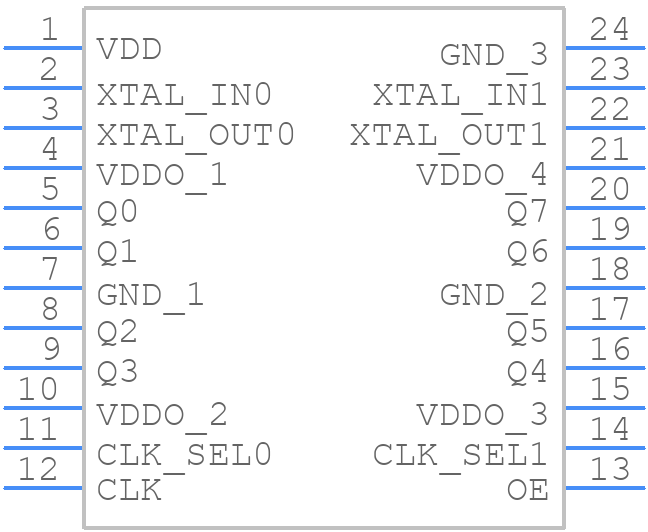 1 VDD GND_3 24
2 XTAL_IN0 XTAL_IN1 23
3 XTAL_OUT0 XTAL_OUT1 22
4 VDDO_1 VDDO_4 21
5 Q0 Q7 20
6 Q1 Q6 19
7 GND_1 GND_2 18
8 Q2 Q5 17
9 Q3 Q4 16
10 VDDO_2 VDDO_3 15
11 CLK_SEL0 CLK_SEL1 14
12 CLK OE 13